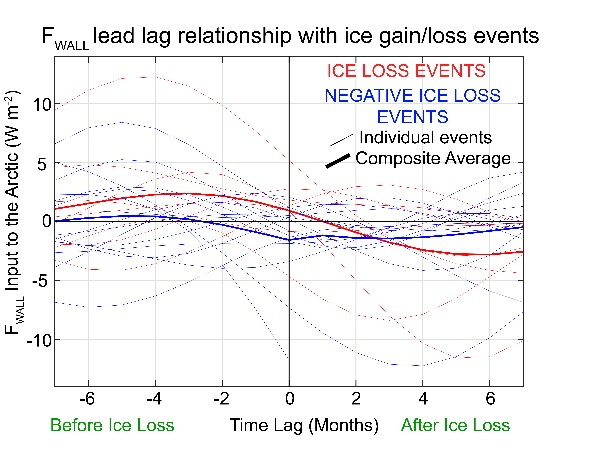 F_WALL lead lag relationship with ice gain/loss events
ICE LOSS EVENTS
NEGATIVE ICE LOSS
EVENTS
Individual events
Composite Average
F_WALL Input to the Arctic (W m⁻²)
10
5
0
-5
-10
-6 -4 -2 0 2 4 6
Before Ice Loss Time Lag (Months) After Ice Loss